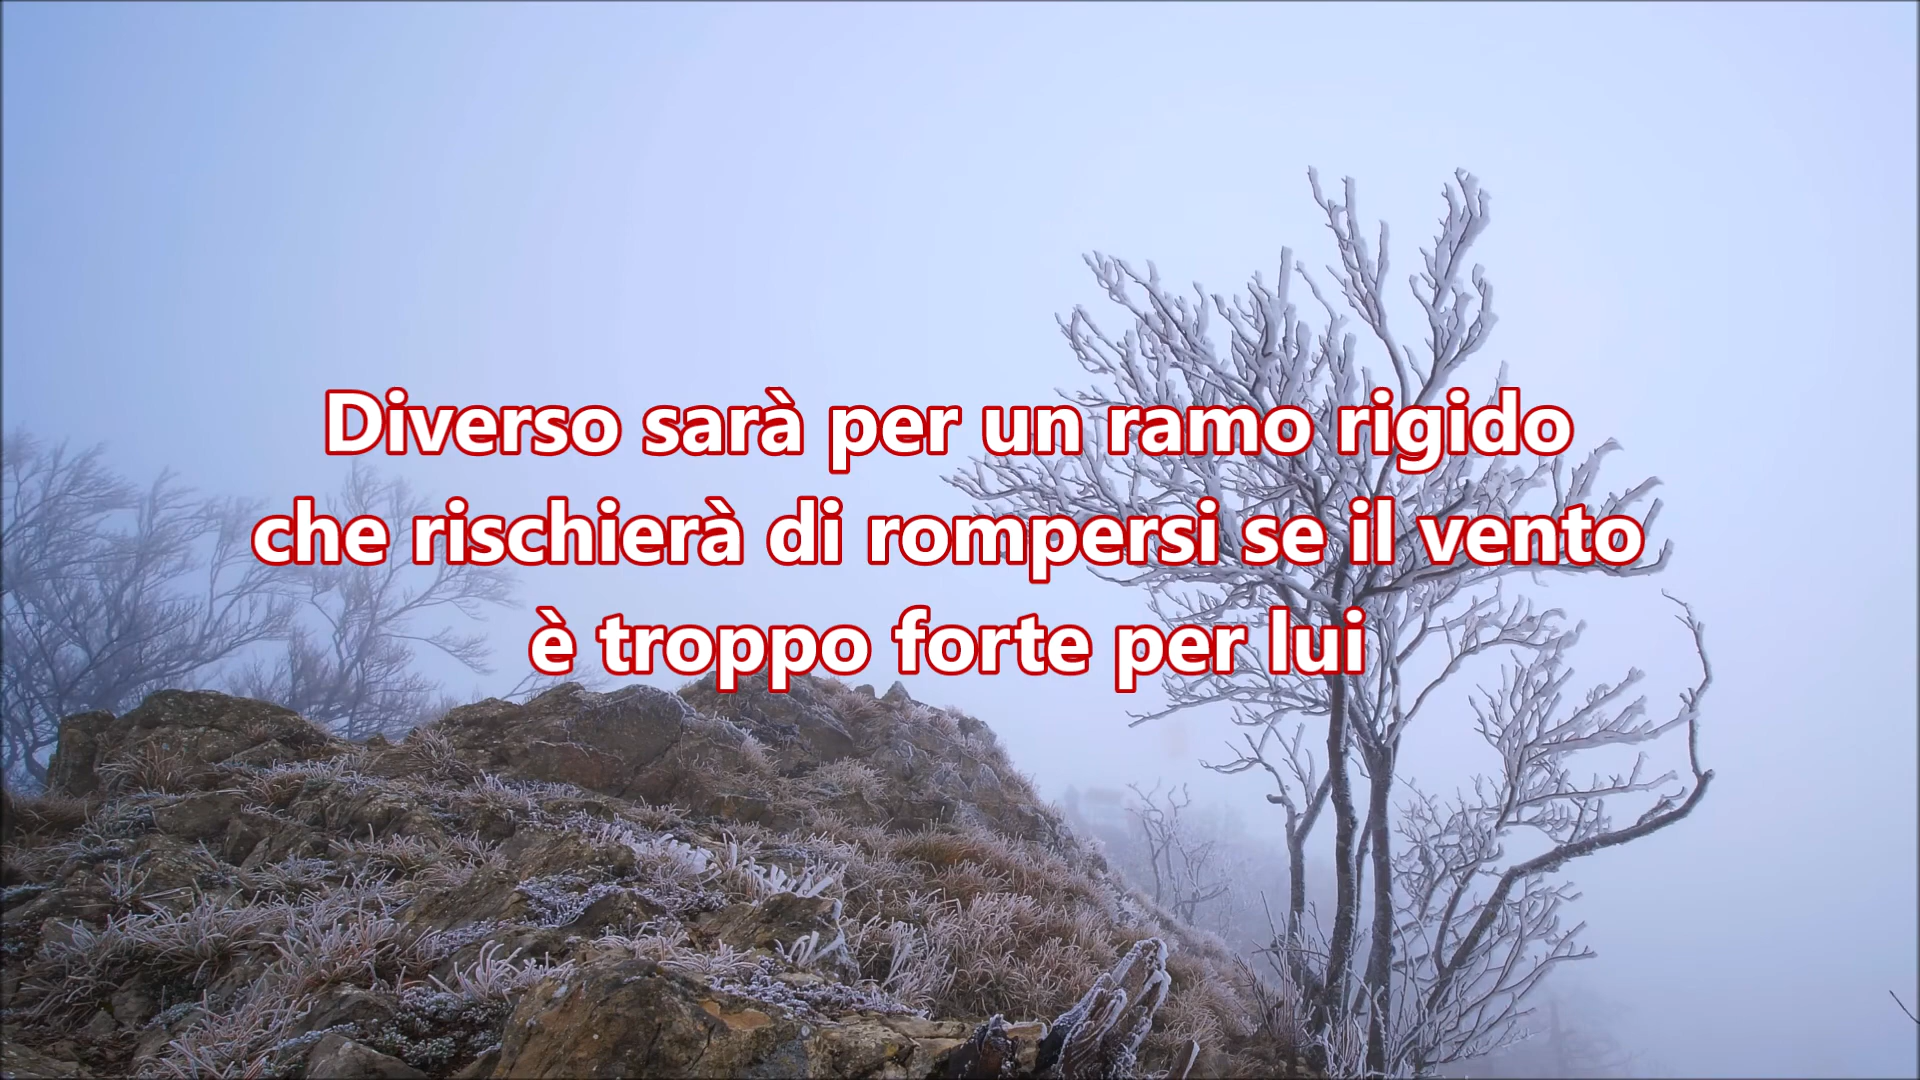 Diverso sarà per un ramo rigido
che rischierà di rompersi se il vento
è troppo forte per lui